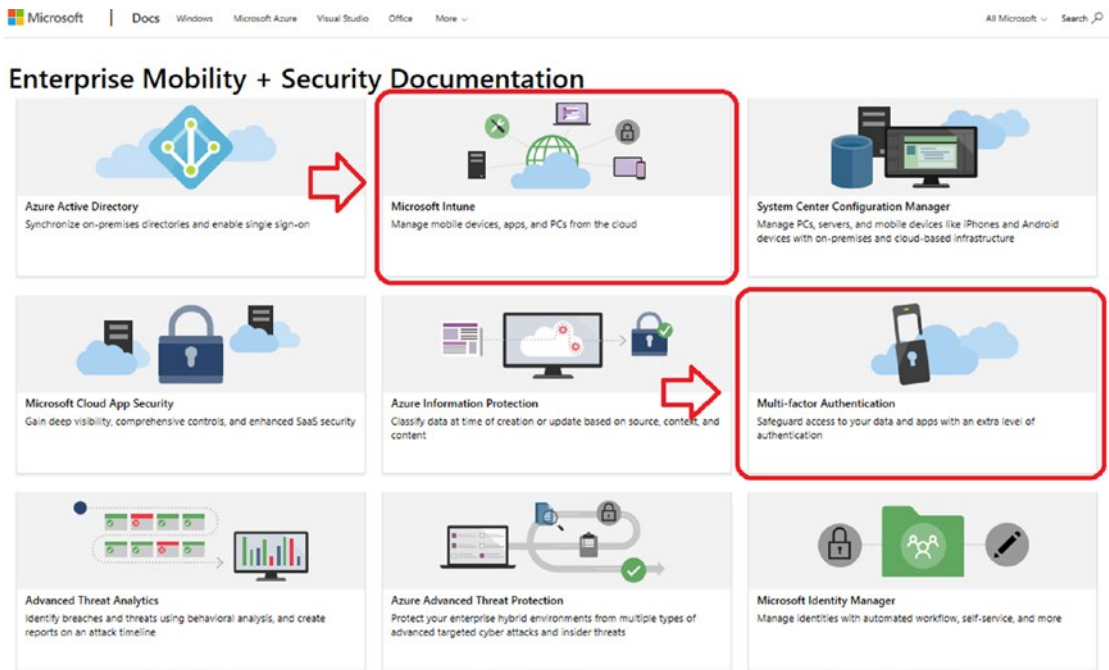 Microsoft | Docs Windows Microsoft Azure Visual Studio Office More All Microsoft Search
Enterprise Mobility + Security Documentation
Azure Active Directory
Synchronize on-premises directories and enable single sign-on
Microsoft Intune
Manage mobile devices, apps, and PCs from the cloud
System Center Configuration Manager
Manage PCs, servers, and mobile devices like iPhones and Android
devices with on-premises and cloud-based infrastructure
Microsoft Cloud App Security
Gain deep visibility, comprehensive controls, and enhanced SaaS security
Azure Information Protection
Classify data at time of creation or update based on source, context, and
content
Multi-factor Authentication
Safeguard access to your data and apps with an extra level of
authentication
Advanced Threat Analytics
Identify breaches and threats using behavioral analysis, and create
reports on an attack timeline
Azure Advanced Threat Protection
Protect your enterprise hybrid environments from multiple types of
advanced targeted cyber attacks and insider threats
Microsoft Identity Manager
Manage identities with automated workflow, self-service, and more